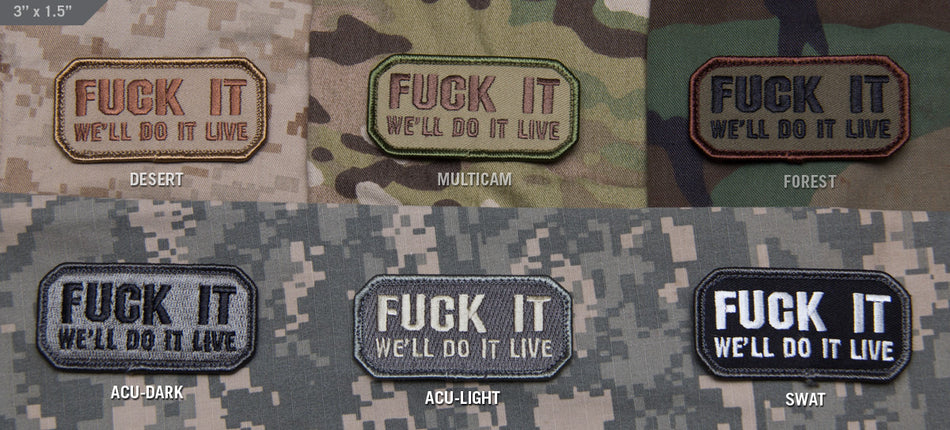 3” x 1.5”
FUCK IT
WE'LL DO IT LIVE
DESERT
FUCK IT
WE'LL DO IT LIVE
MULTICAM
FUCK IT
WE'LL DO IT LIVE
FOREST
FUCK IT
WE'LL DO IT LIVE
ACU-DARK
FUCK IT
WE'LL DO IT LIVE
ACU-LIGHT
FUCK IT
WE'LL DO IT LIVE
SWAT